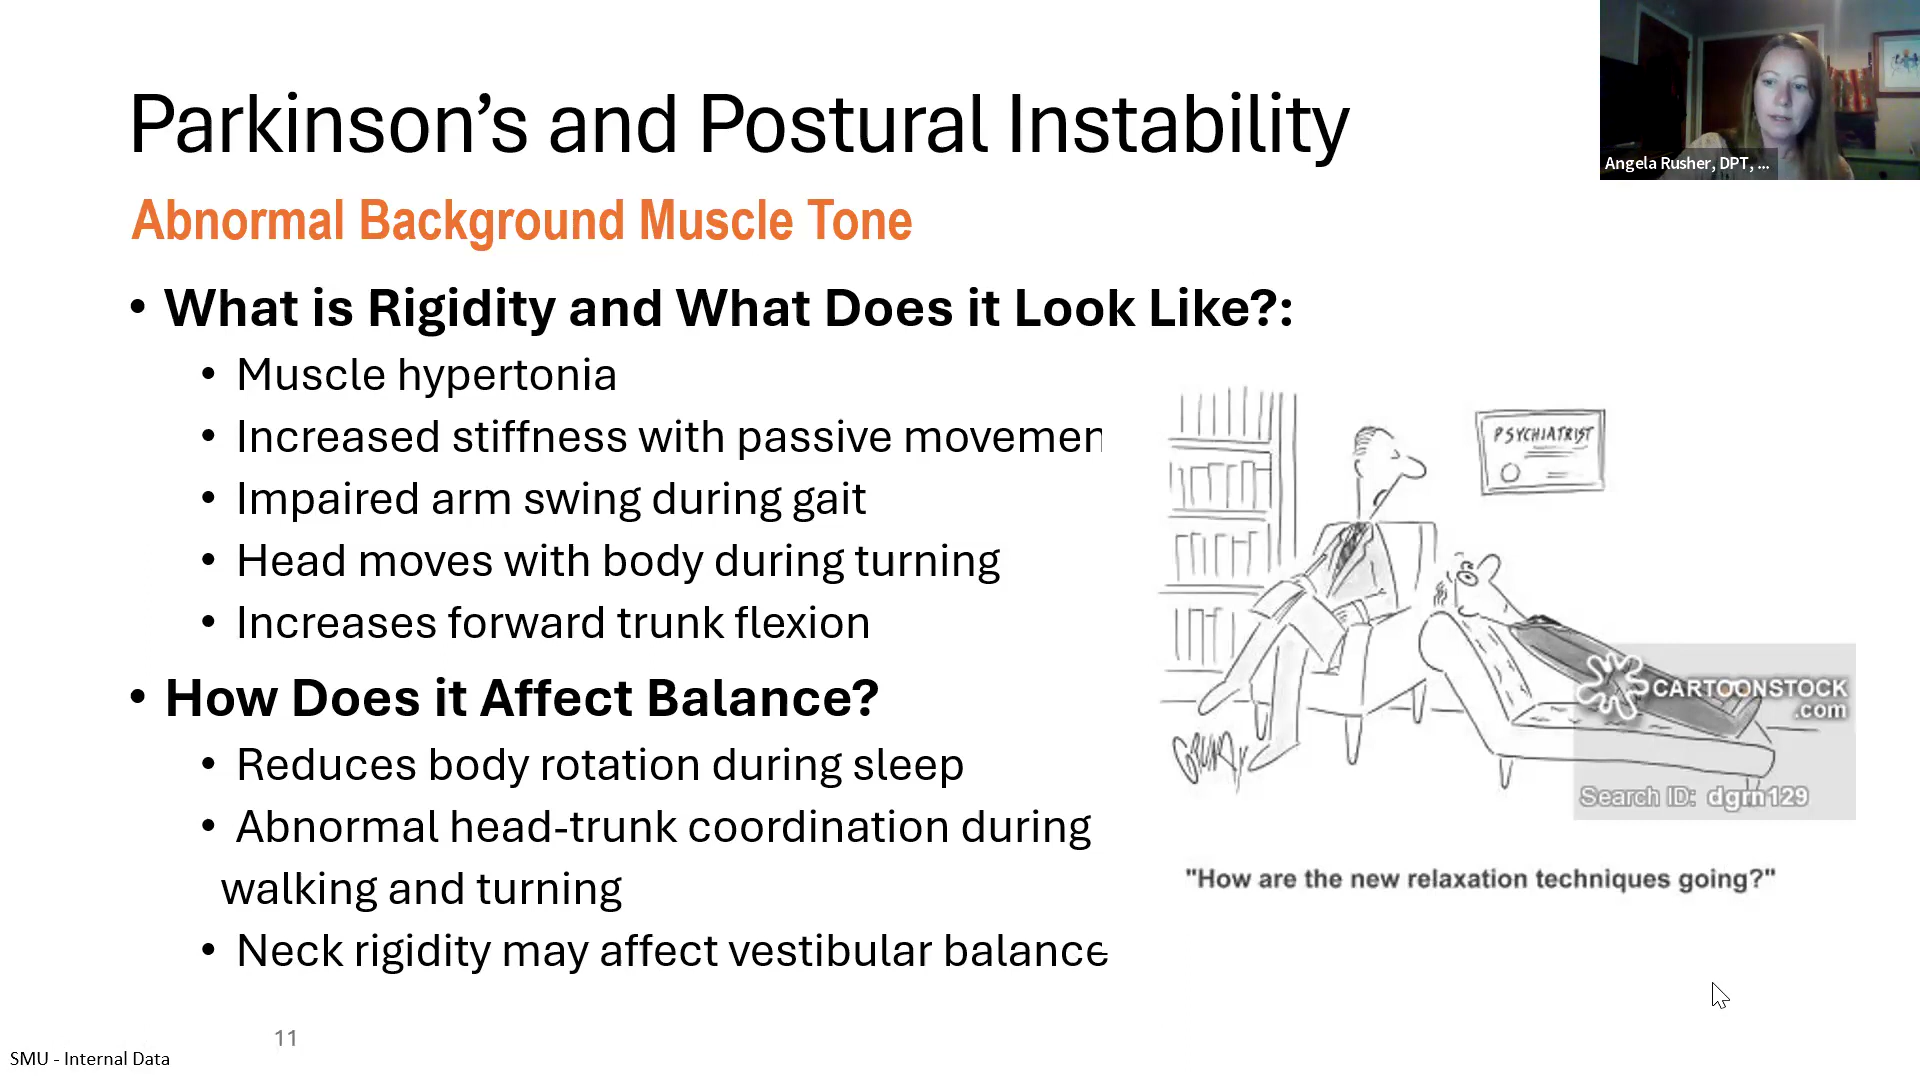 Parkinson’s and Postural Instability
Angela Rusher, DPT, ...
Abnormal Background Muscle Tone
• What is Rigidity and What Does it Look Like?:
• Muscle hypertonia
• Increased stiffness with passive movemen
• Impaired arm swing during gait
• Head moves with body during turning
• Increases forward trunk flexion
• How Does it Affect Balance?
• Reduces body rotation during sleep
• Abnormal head-trunk coordination during
walking and turning
• Neck rigidity may affect vestibular balance
PSYCHIATRIST
CARTOONSTOCK
.com
Search ID: dgrn129
"How are the new relaxation techniques going?"
11
SMU - Internal Data